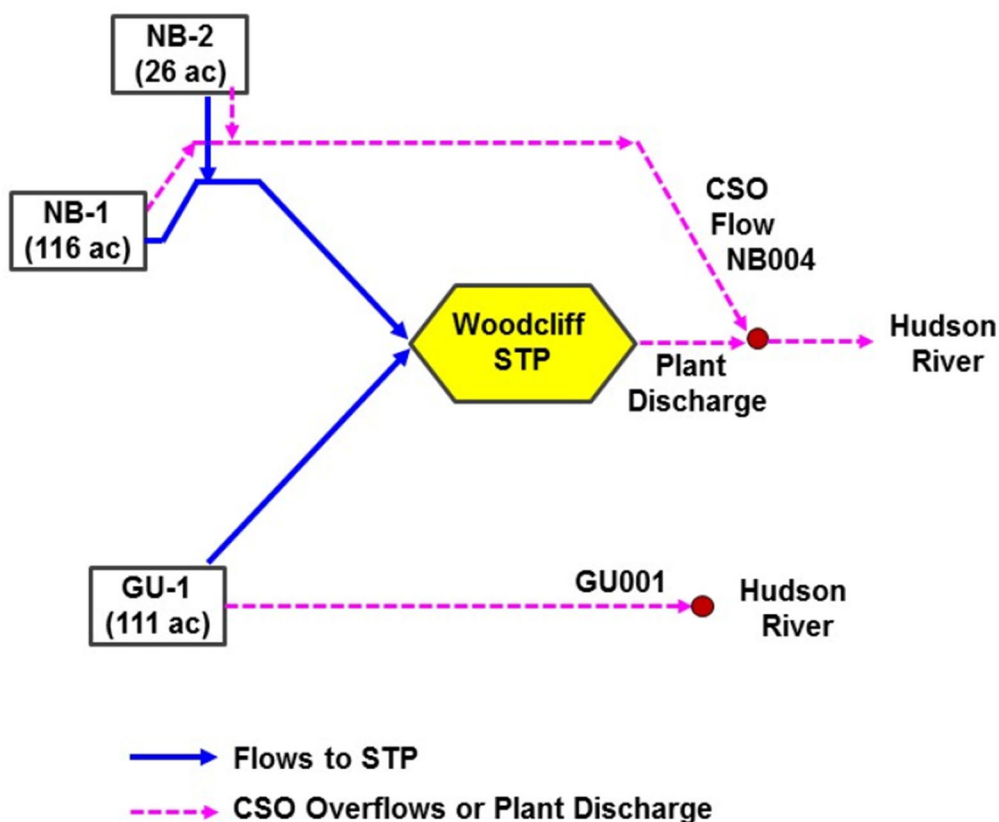 NB-2
(26 ac)
NB-1
(116 ac)
CSO
Flow
NB004
Woodcliff
STP
Plant
Discharge
Hudson
River
GU-1
(111 ac)
GU001
Hudson
River
Flows to STP
CSO Overflows or Plant Discharge